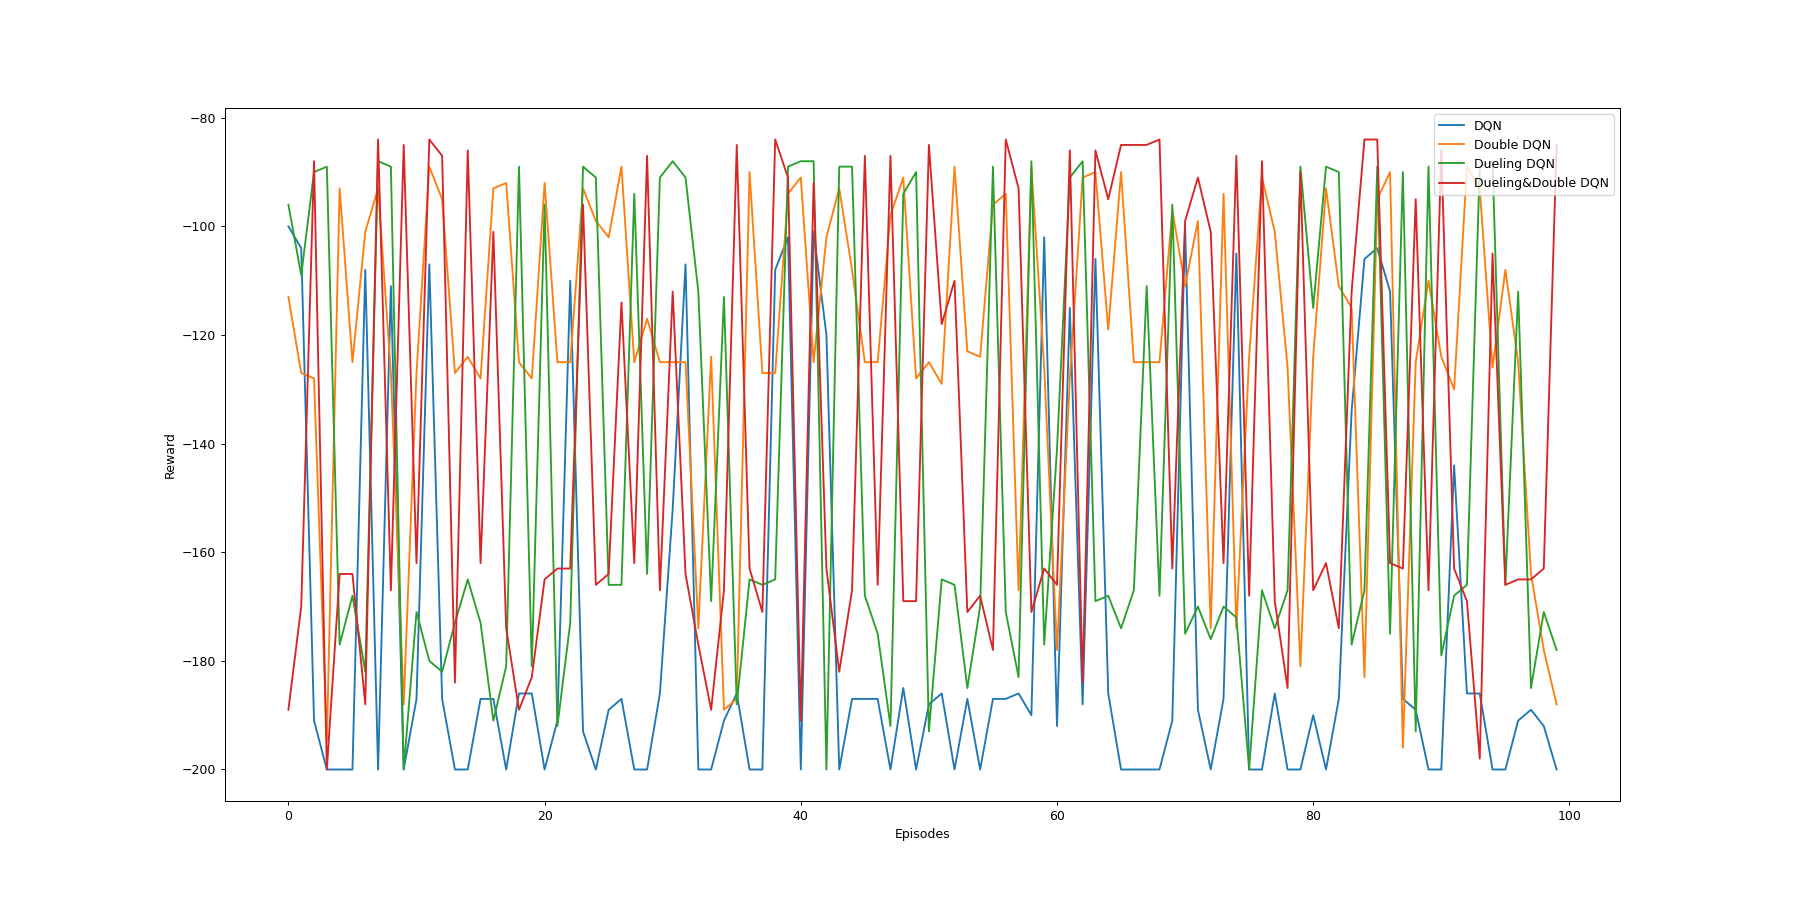 −80
−100
−120
−140
−160
−180
−200
Reward
0
20
40
60
80
100
Episodes
DQN
Double DQN
Dueling DQN
Dueling&Double DQN